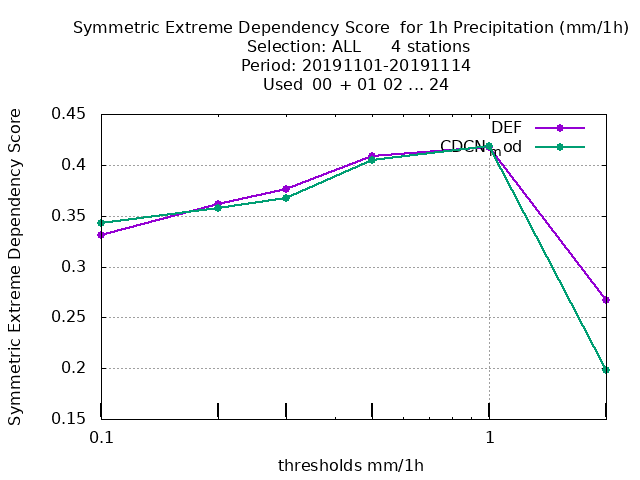 Symmetric Extreme Dependency Score  for 1h Precipitation (mm/1h)
Selection: ALL      4 stations
Period: 20191101-20191114
Used  00 + 01 02 ... 24
Symmetric Extreme Dependency Score
0.45
0.4
0.35
0.3
0.25
0.2
0.15
DEF
CDCN_mod
0.1
1
thresholds mm/1h